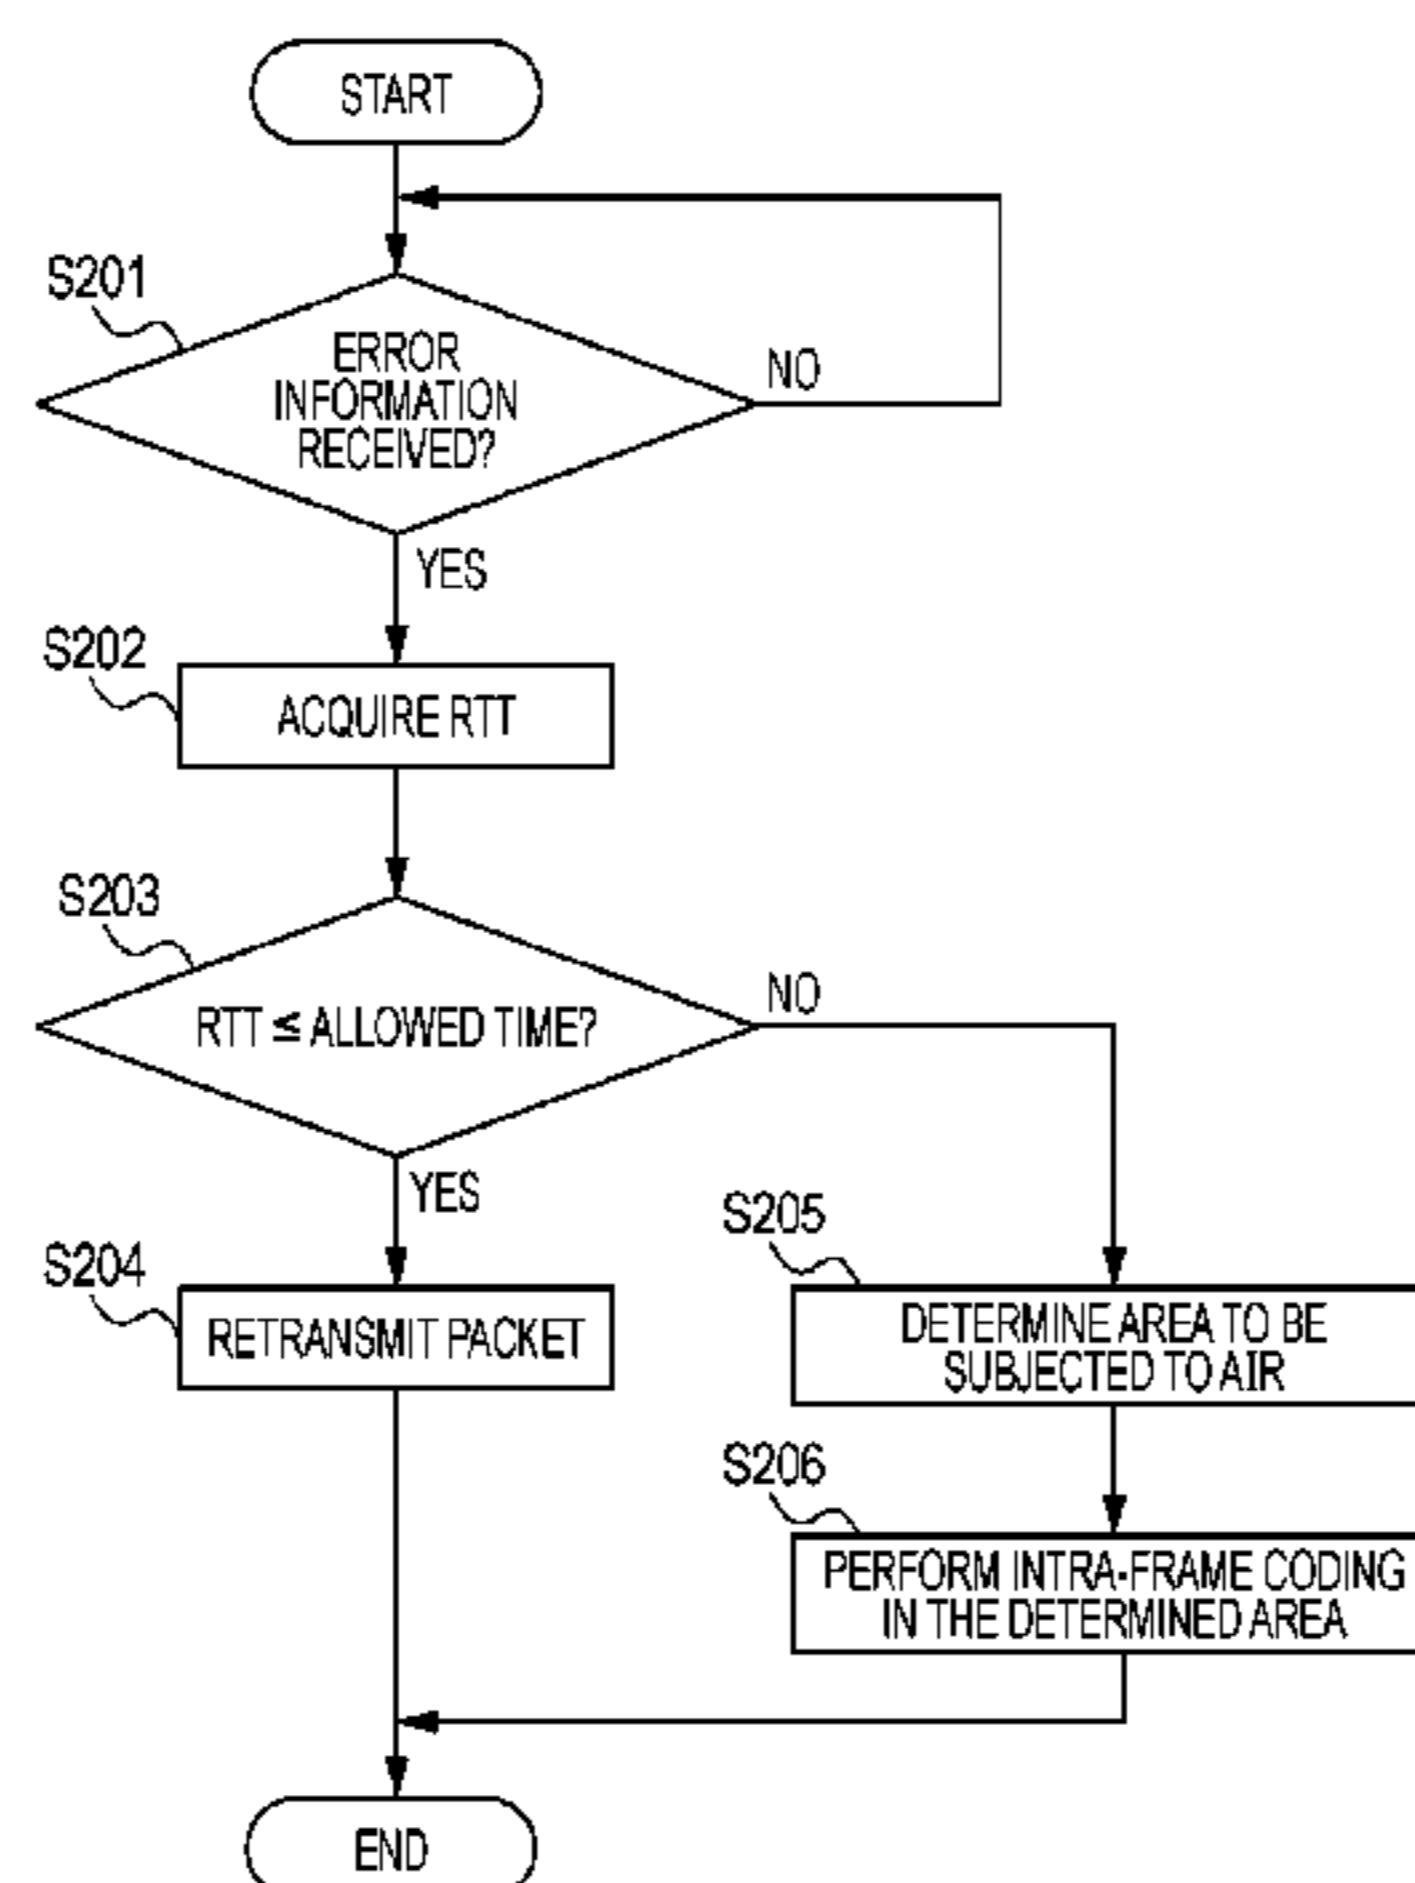 START
S201
ERROR
INFORMATION
RECEIVED?
NO
YES
S202
ACQUIRE RTT
S203
RTT ≤ ALLOWED TIME?
NO
YES
S204
RETRANSMIT PACKET
S205
DETERMINE AREA TO BE
SUBJECTED TO AIR
S206
PERFORM INTRA-FRAME CODING
IN THE DETERMINED AREA
END